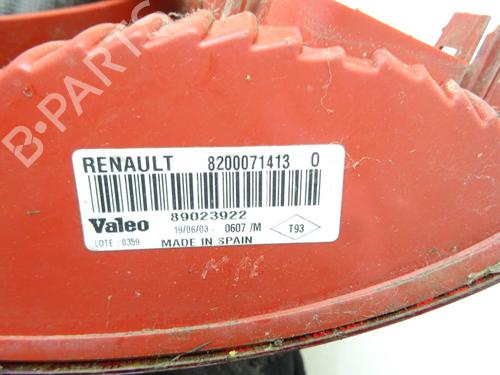 RENAULT 8200071413 0
89023922
Valeo 19/06/03 - 0607 /M T93
LOTE : 0359 MADE IN SPAIN
B-PARTS